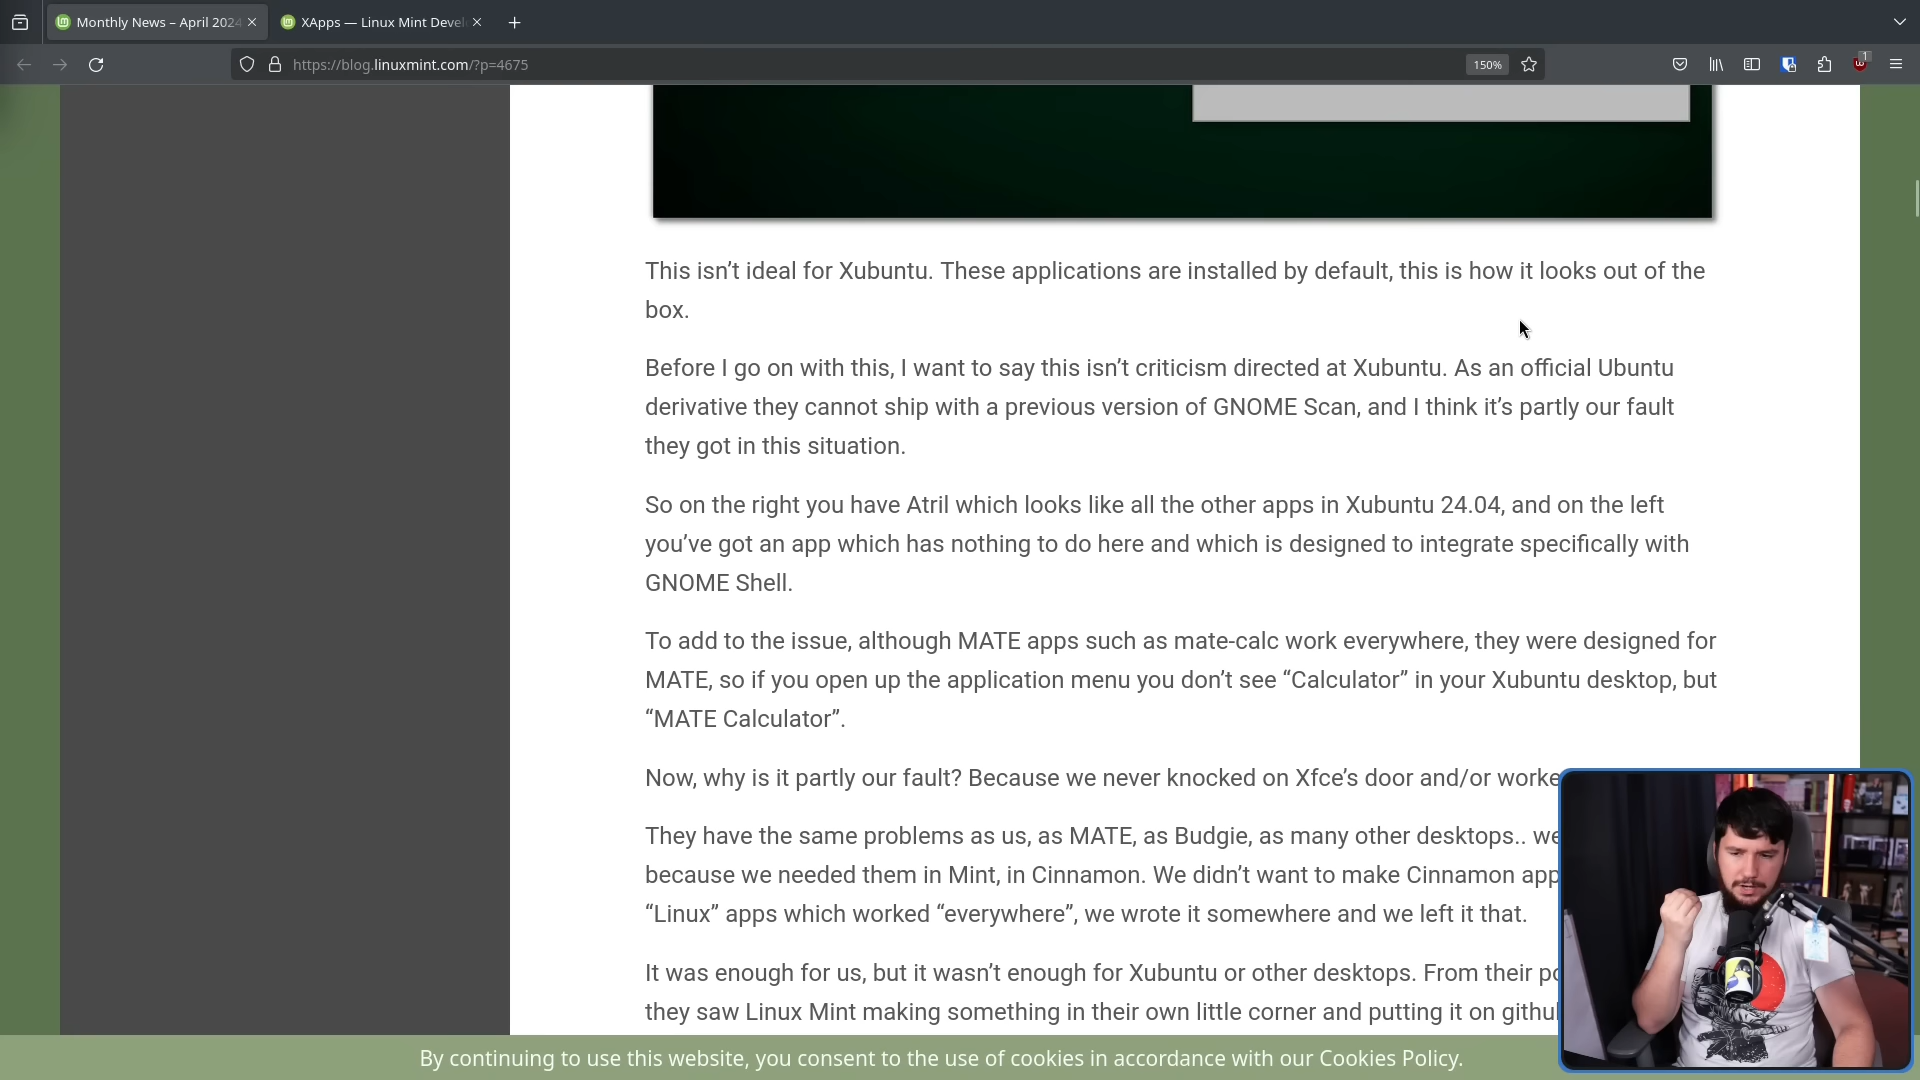 Monthly News – April 2024
XApps — Linux Mint Devel
https://blog.linuxmint.com/?p=4675
150%
1
This isn’t ideal for Xubuntu. These applications are installed by default, this is how it looks out of the
box.
Before I go on with this, I want to say this isn’t criticism directed at Xubuntu. As an official Ubuntu
derivative they cannot ship with a previous version of GNOME Scan, and I think it’s partly our fault
they got in this situation.
So on the right you have Atril which looks like all the other apps in Xubuntu 24.04, and on the left
you’ve got an app which has nothing to do here and which is designed to integrate specifically with
GNOME Shell.
To add to the issue, although MATE apps such as mate-calc work everywhere, they were designed for
MATE, so if you open up the application menu you don’t see “Calculator” in your Xubuntu desktop, but
“MATE Calculator”.
Now, why is it partly our fault? Because we never knocked on Xfce’s door and/or worke
They have the same problems as us, as MATE, as Budgie, as many other desktops.. we
because we needed them in Mint, in Cinnamon. We didn’t want to make Cinnamon app
“Linux” apps which worked “everywhere”, we wrote it somewhere and we left it that.
It was enough for us, but it wasn’t enough for Xubuntu or other desktops. From their po
they saw Linux Mint making something in their own little corner and putting it on githu
By continuing to use this website, you consent to the use of cookies in accordance with our Cookies Policy.